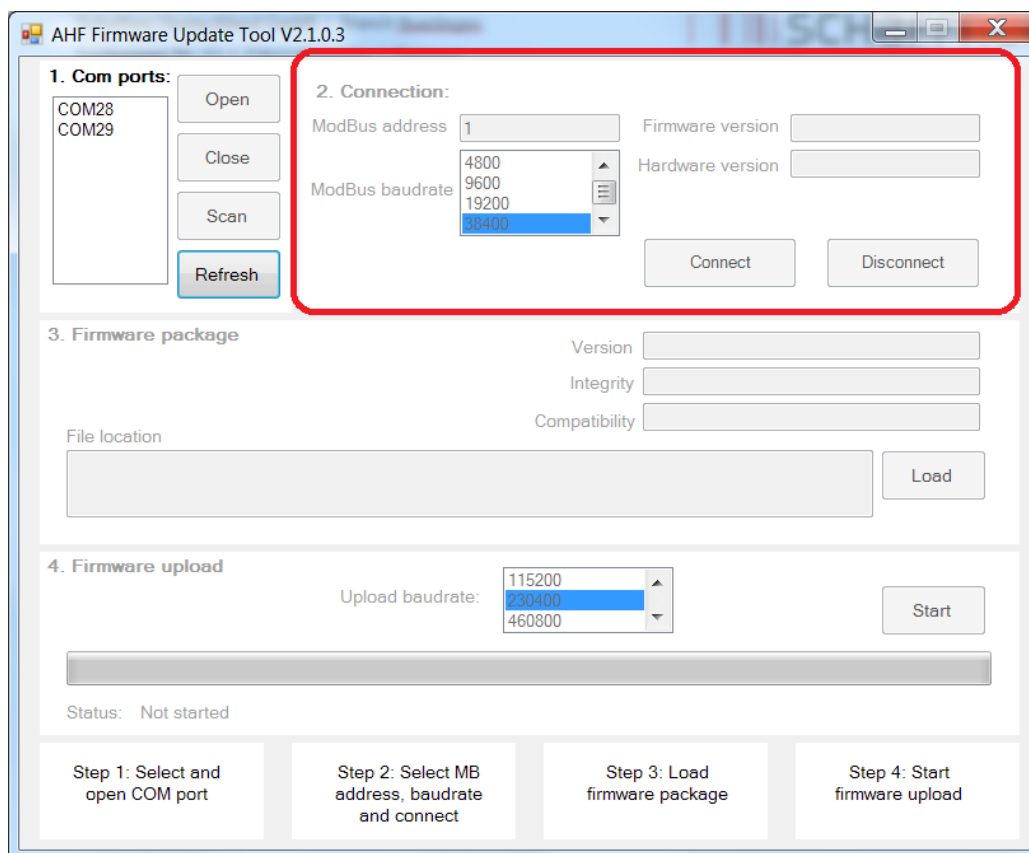 AHF Firmware Update Tool V2.1.0.3
1. Com ports:
COM28
COM29
Open
Close
Scan
Refresh
2. Connection:
ModBus address
1
ModBus baudrate
4800
9600
19200
38400
Firmware version
Hardware version
Connect
Disconnect
3. Firmware package
Version
Integrity
Compatibility
File location
Load
4. Firmware upload
Upload baudrate:
115200
230400
460800
Start
Status: Not started
Step 1: Select and
open COM port
Step 2: Select MB
address, baudrate
and connect
Step 3: Load
firmware package
Step 4: Start
firmware upload